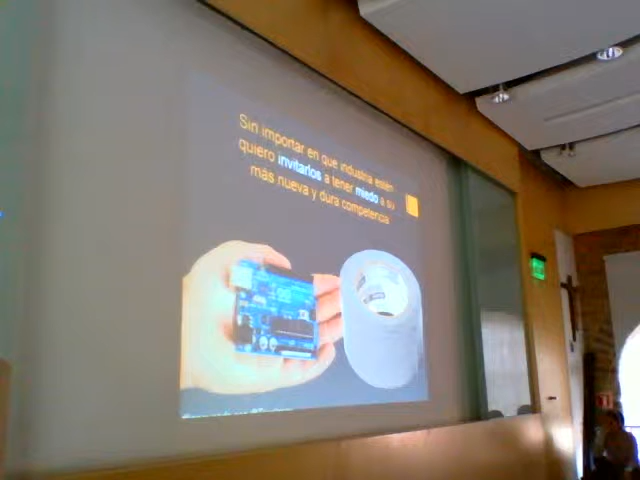 Sin importar en que industria estén
quiero invitarlos a tener miedo a su
más nueva y dura competencia